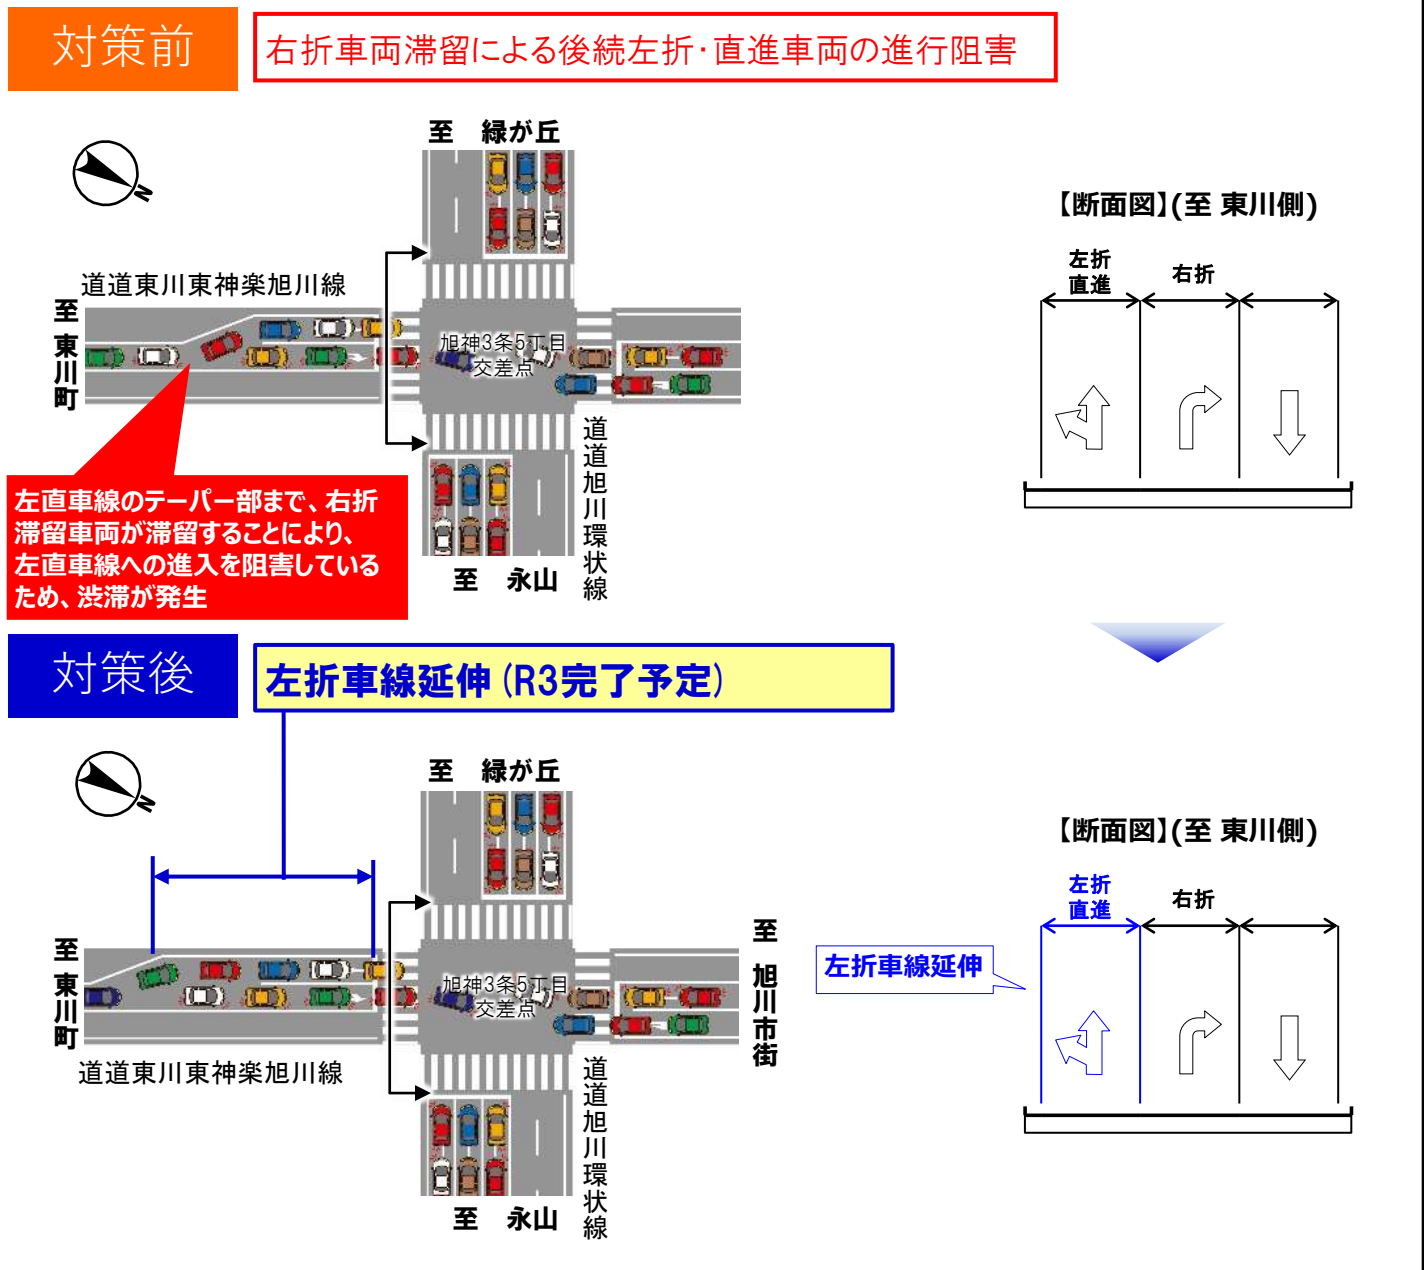 対策前
右折車両滞留による後続左折・直進車両の進行阻害
至 緑が丘
N
道道東川東神楽旭川線
至 東川町
旭神3条5丁目
交差点
道道旭川環状線
至 永山
左直車線のテーパー部まで、右折
滞留車両が滞留することにより、
左直車線への進入を阻害している
ため、渋滞が発生
【断面図】(至 東川側)
左折
直進
右折
対策後
左折車線延伸(R3完了予定)
至 緑が丘
N
至 東川町
道道東川東神楽旭川線
旭神3条5丁目
交差点
至 旭川市街
道道旭川環状線
至 永山
【断面図】(至 東川側)
左折
直進
右折
左折車線延伸